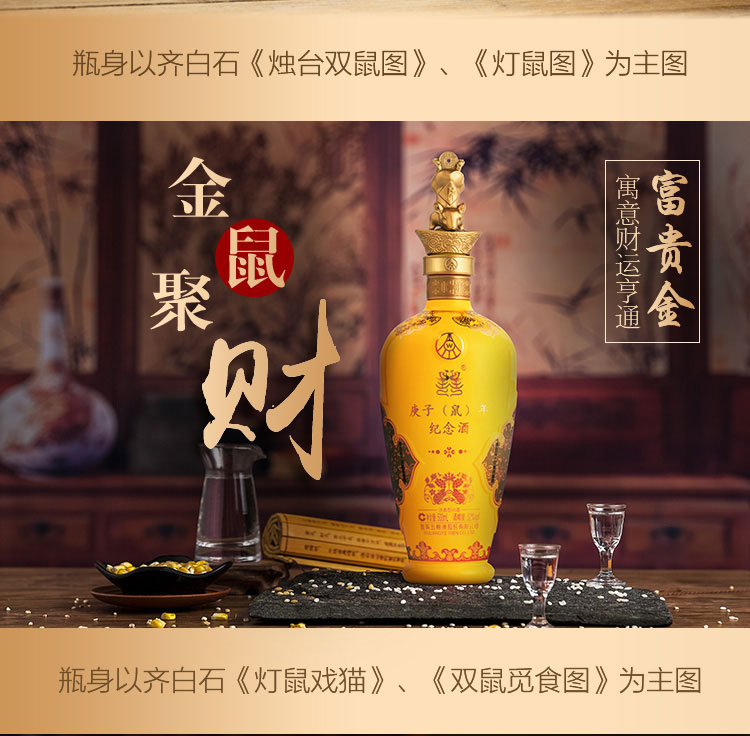 瓶身以齐白石《烛台双鼠图》、《灯鼠图》为主图
金鼠
聚财
富贵金
寓意财运亨通
庚子（鼠）年
纪念酒
瓶身以齐白石《灯鼠戏猫》、《双鼠觅食图》为主图